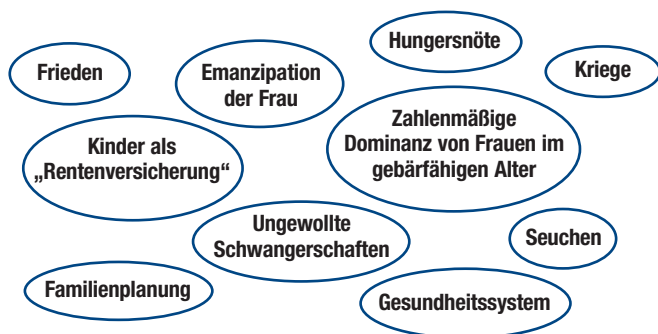 Hungersnöte
Frieden
Emanzipation
der Frau
Kriege
Kinder als
„Rentenversicherung“
Zahlenmäßige
Dominanz von Frauen im
gebärfähigen Alter
Ungewollte
Schwangerschaften
Seuchen
Familienplanung
Gesundheitssystem